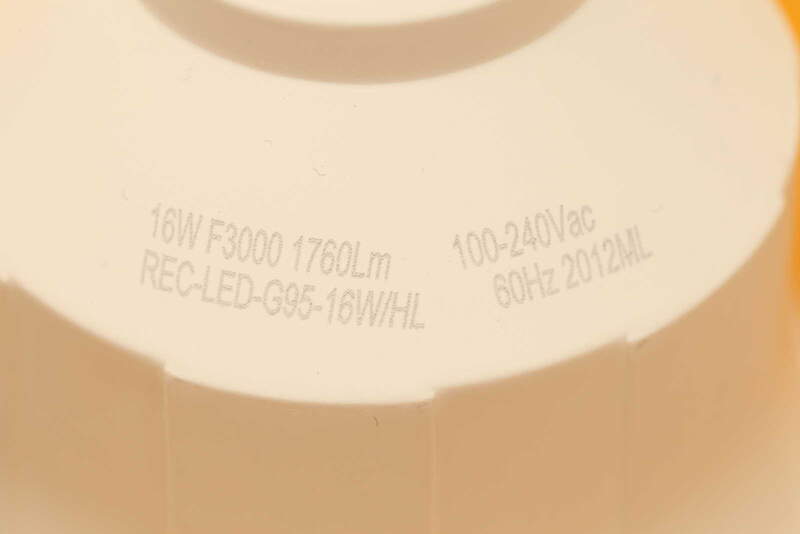 16W F3000 1760Lm
REC-LED-G95-16W/HL
100-240Vac
60Hz 2012ML